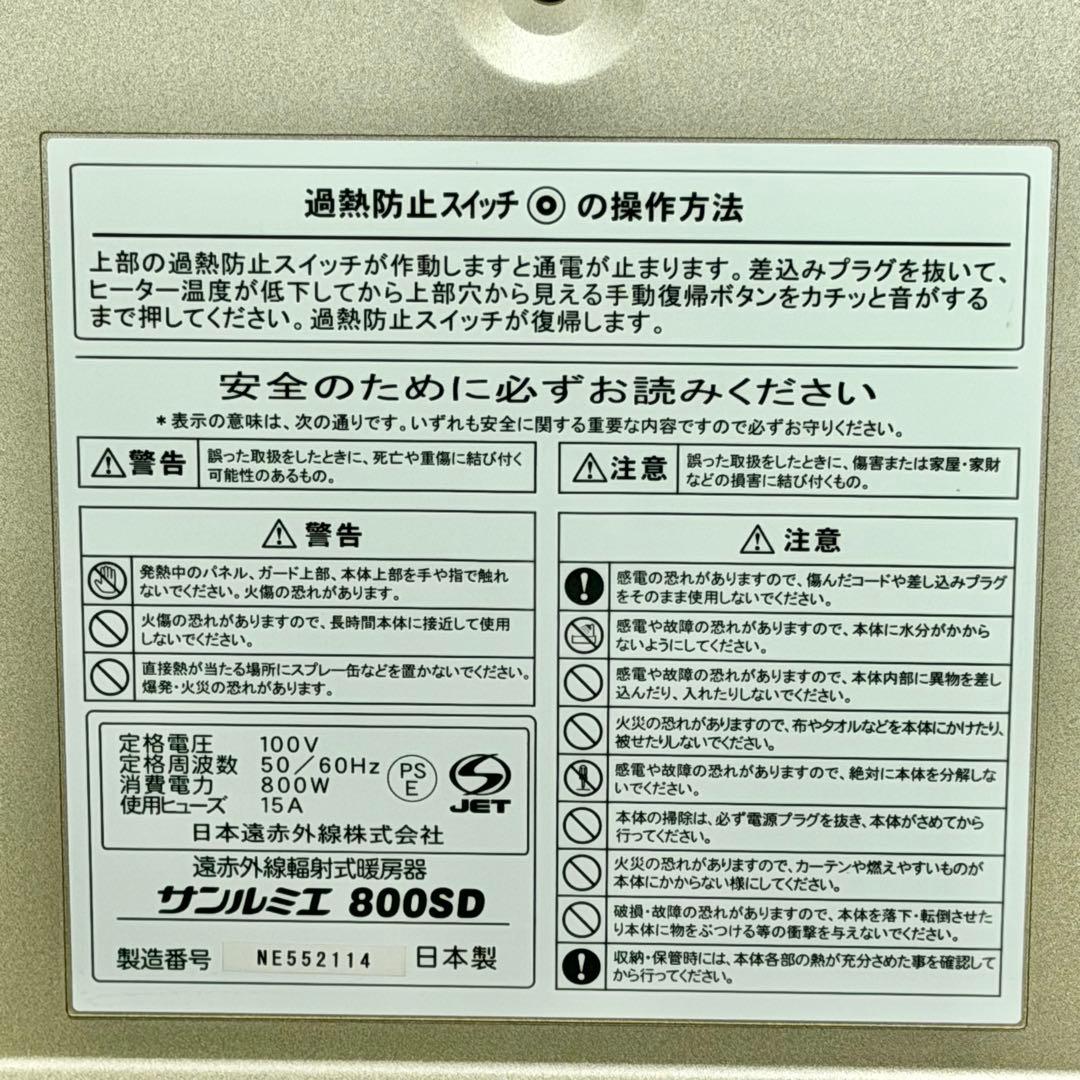 過熱防止スイッチ ◎ の操作方法
上部の過熱防止スイッチが作動しますと通電が止まります。差込みプラグを抜いて、
ヒーター温度が低下してから上部穴から見える手動復帰ボタンをカチッと音がする
まで押してください。過熱防止スイッチが復帰します。
安全のために必ずお読みください
*表示の意味は、次の通りです。いずれも安全に関する重要な内容ですので必ずお守りください。
警告
誤った取扱をしたときに、死亡や重傷に結び付く
可能性のあるもの。
注意
誤った取扱をしたときに、傷害または家屋・家財
などの損害に結び付くもの。
警告
発熱中のパネル、ガード上部、本体上部を手や指で触れ
ないでください。火傷の恐れがあります。
火傷の恐れがありますので、長時間本体に接近して使用
しないでください。
直接熱が当たる場所にスプレー缶などを置かないでください。
爆発・火災の恐れがあります。
定格電圧 100V
定格周波数 50/60Hz
消費電力 800W
使用ヒューズ 15A
PS
E
JET
日本遠赤外線株式会社
遠赤外線輻射式暖房器
サンルミエ 800SD
製造番号 NE552114 日本製
注意
感電の恐れがありますので、傷んだコードや差し込みプラグ
をそのまま使用しないでください。
感電や故障の恐れがありますので、本体に水分がかから
ないようにしてください。
感電や故障の恐れがありますので、本体内部に異物を差し
込んだり、入れたりしないでください。
火災の恐れがありますので、布やタオルなどを本体にかけたり、
被せたりしないでください。
感電や故障の恐れがありますので、絶対に本体を分解しな
いでください。
本体の掃除は、必ず電源プラグを抜き、本体がさめてから
行ってください。
火災の恐れがありますので、カーテンや燃えやすいものが
本体にかからない様にしてください。
破損・故障の恐れがありますので、本体を落下・転倒させた
り本体に物をぶつける等の衝撃を与えないでください。
収納・保管時には、本体各部の熱が充分さめた事を確認して
から行ってください。